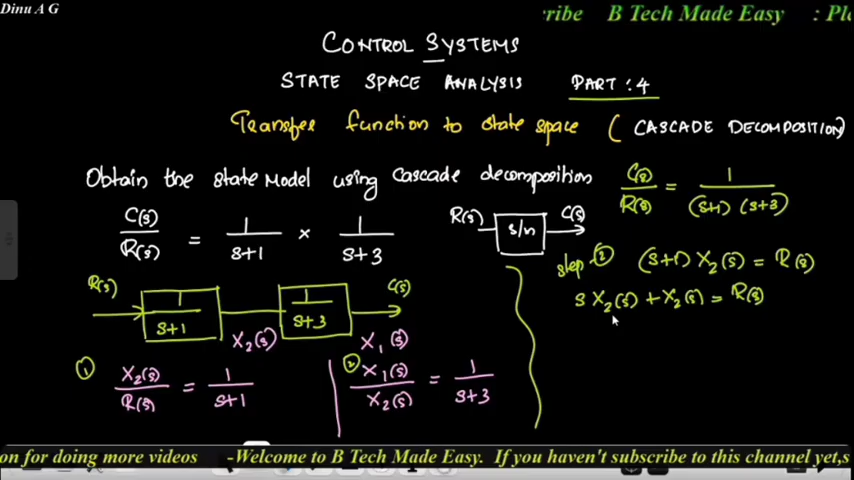 Dinu A G
ribe B Tech Made Easy : Pl
CONTROL SYSTEMS
STATE SPACE ANALYSIS PART : 4
Transfer function to state space ( CASCADE DECOMPOSITION)
Obtain the state Model using Cascade decomposition C(s)/R(s) = 1/(s+1)(s+3)
C(s)/R(s) = 1/s+1 × 1/s+3
R(s) s/n C(s)
step ② (s+1) X₂(s) = R(s)
s X₂(s) + X₂(s) = R(s)
R(s) 1/s+1 1/s+3 C(s)
X₂(s) X₁(s)
① X₂(s)/R(s) = 1/s+1
② X₁(s)/X₂(s) = 1/s+3
on for doing more videos -Welcome to B Tech Made Easy. If you haven't subscribe to this channel yet,s